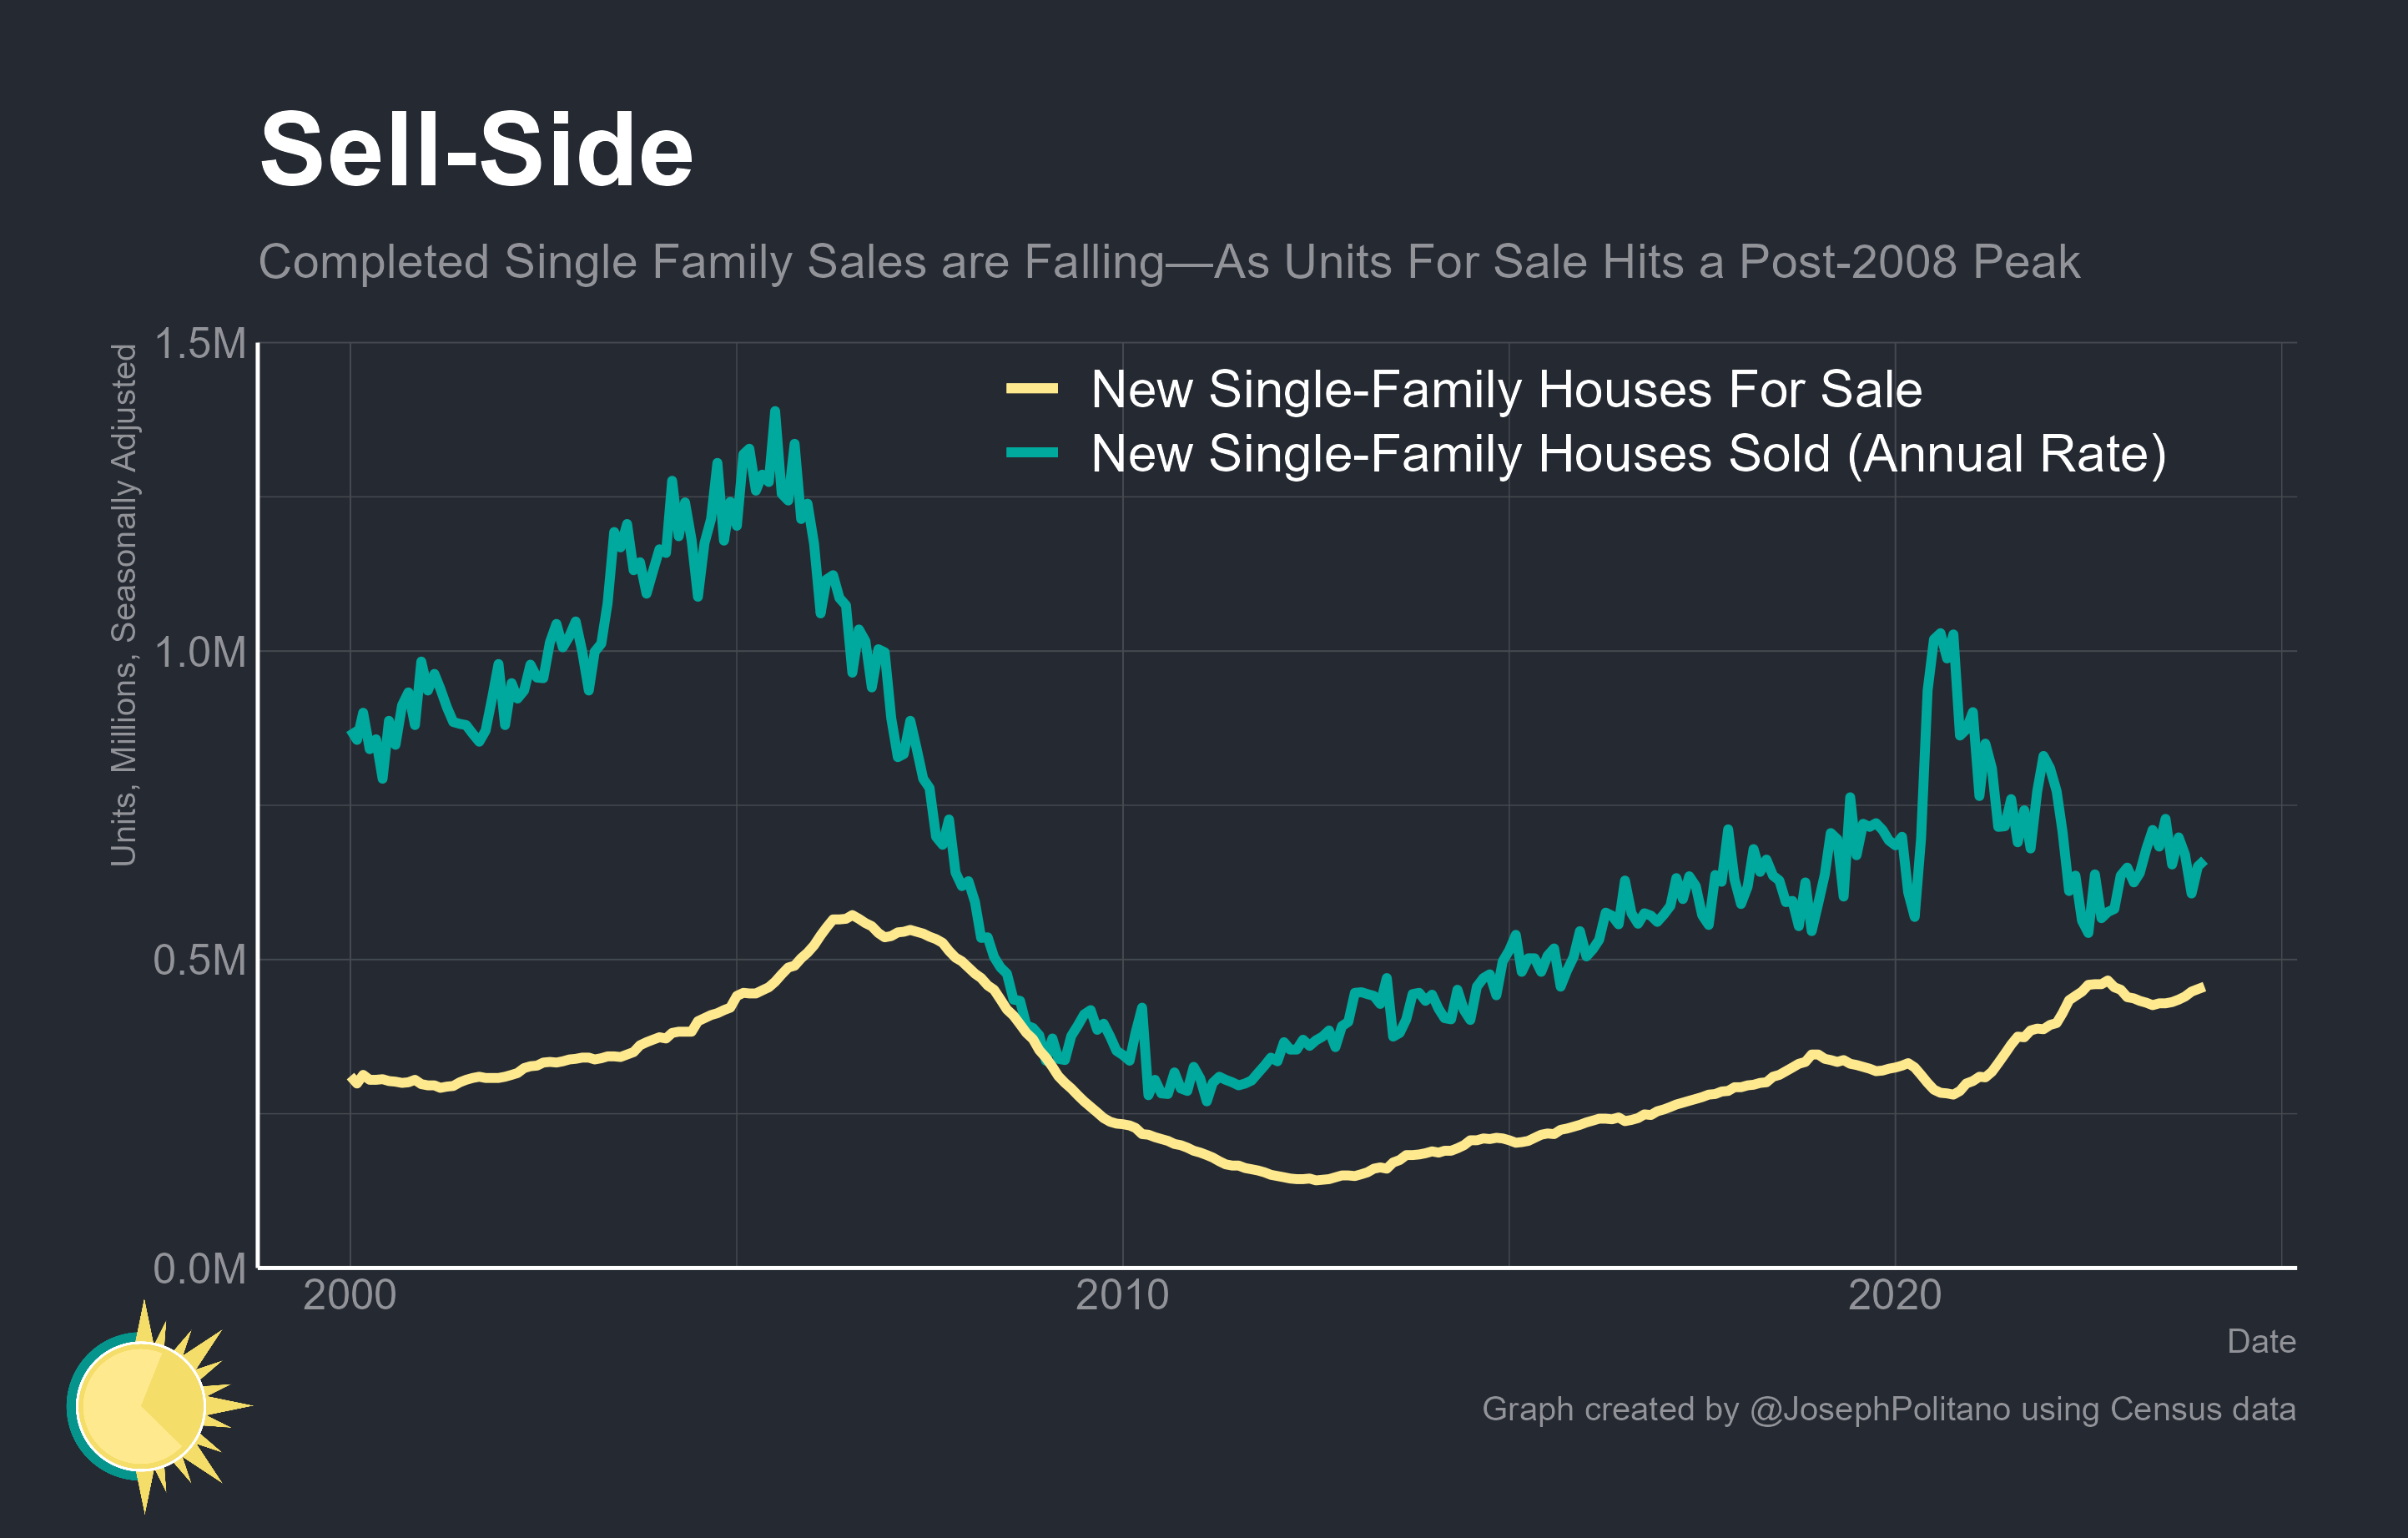 Sell-Side
Completed Single Family Sales are Falling—As Units For Sale Hits a Post-2008 Peak
Units, Millions, Seasonally Adjusted
1.5M
1.0M
0.5M
0.0M
New Single-Family Houses For Sale
New Single-Family Houses Sold (Annual Rate)
2000
2010
2020
Date
Graph created by @JosephPolitano using Census data